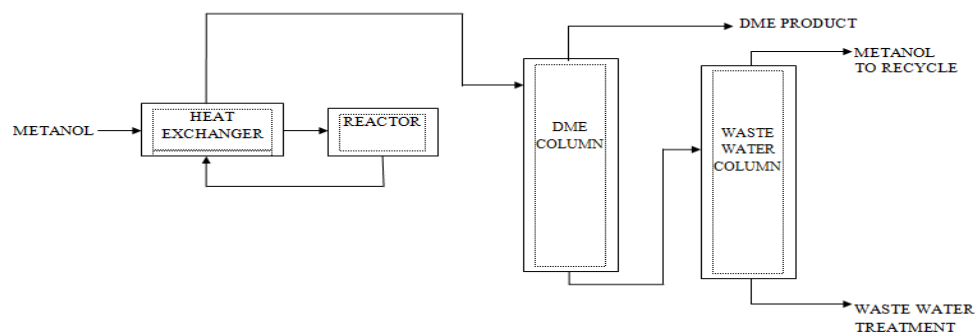 METANOL
HEAT
EXCHANGER
REACTOR
DME
COLUMN
DME PRODUCT
WASTE
WATER
COLUMN
METANOL
TO RECYCLE
WASTE WATER
TREATMENT